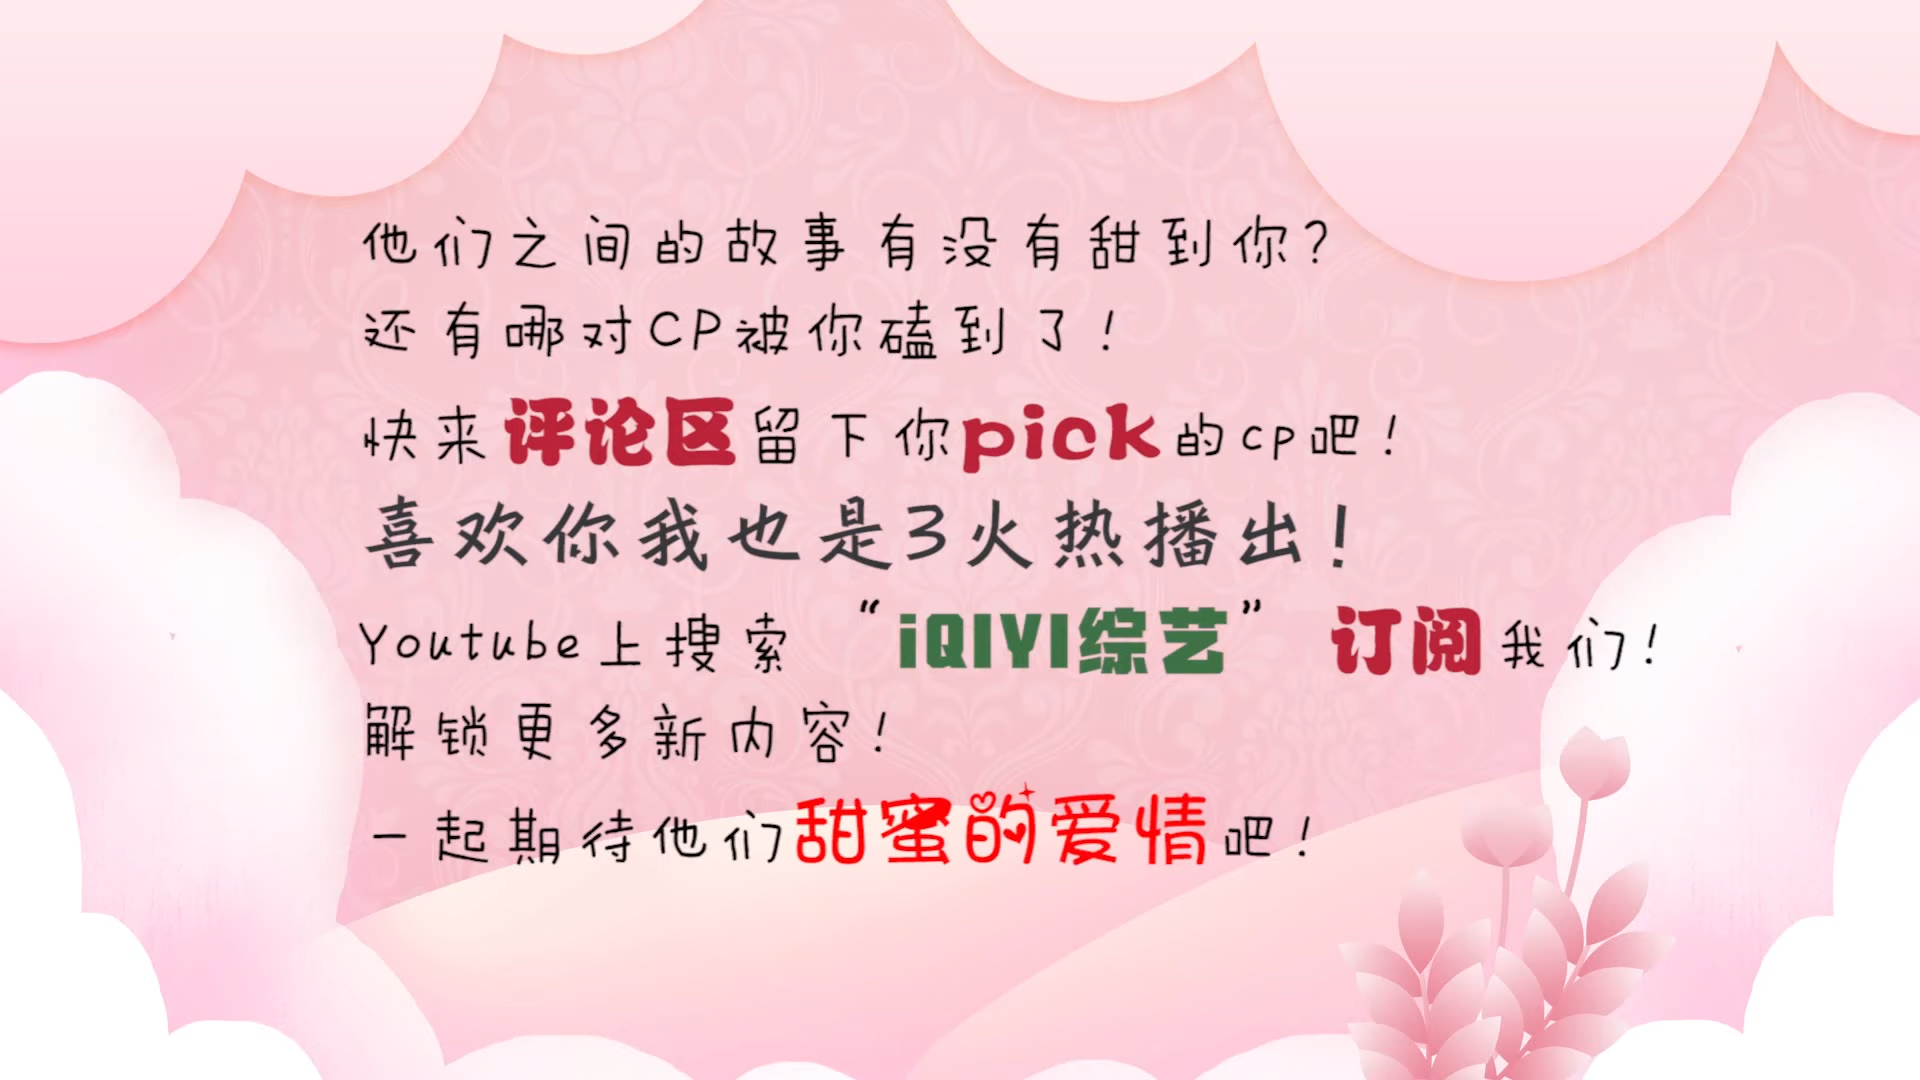 他们之间的故事有没有甜到你？
还有哪对CP被你磕到了！
快来评论区留下你pick的cp吧！
喜欢你我也是3火热播出！
Youtube上搜索“iQIYI综艺”订阅我们！
解锁更多新内容！
一起期待他们甜蜜的爱情吧！